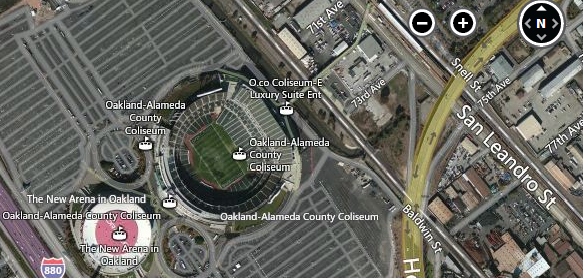 71st Ave
N
O.co Coliseum-E
Luxury Suite Ent
73rd Ave
Snell St
75th Ave
Oakland-Alameda
County
Coliseum
San Leandro St
77th Ave
Oakland-Alameda
County
Coliseum
The New Arena in Oakland
Oakland-Alameda County Coliseum
Oakland-Alameda County Coliseum
Baldwin St
The New Arena in
Oakland
880